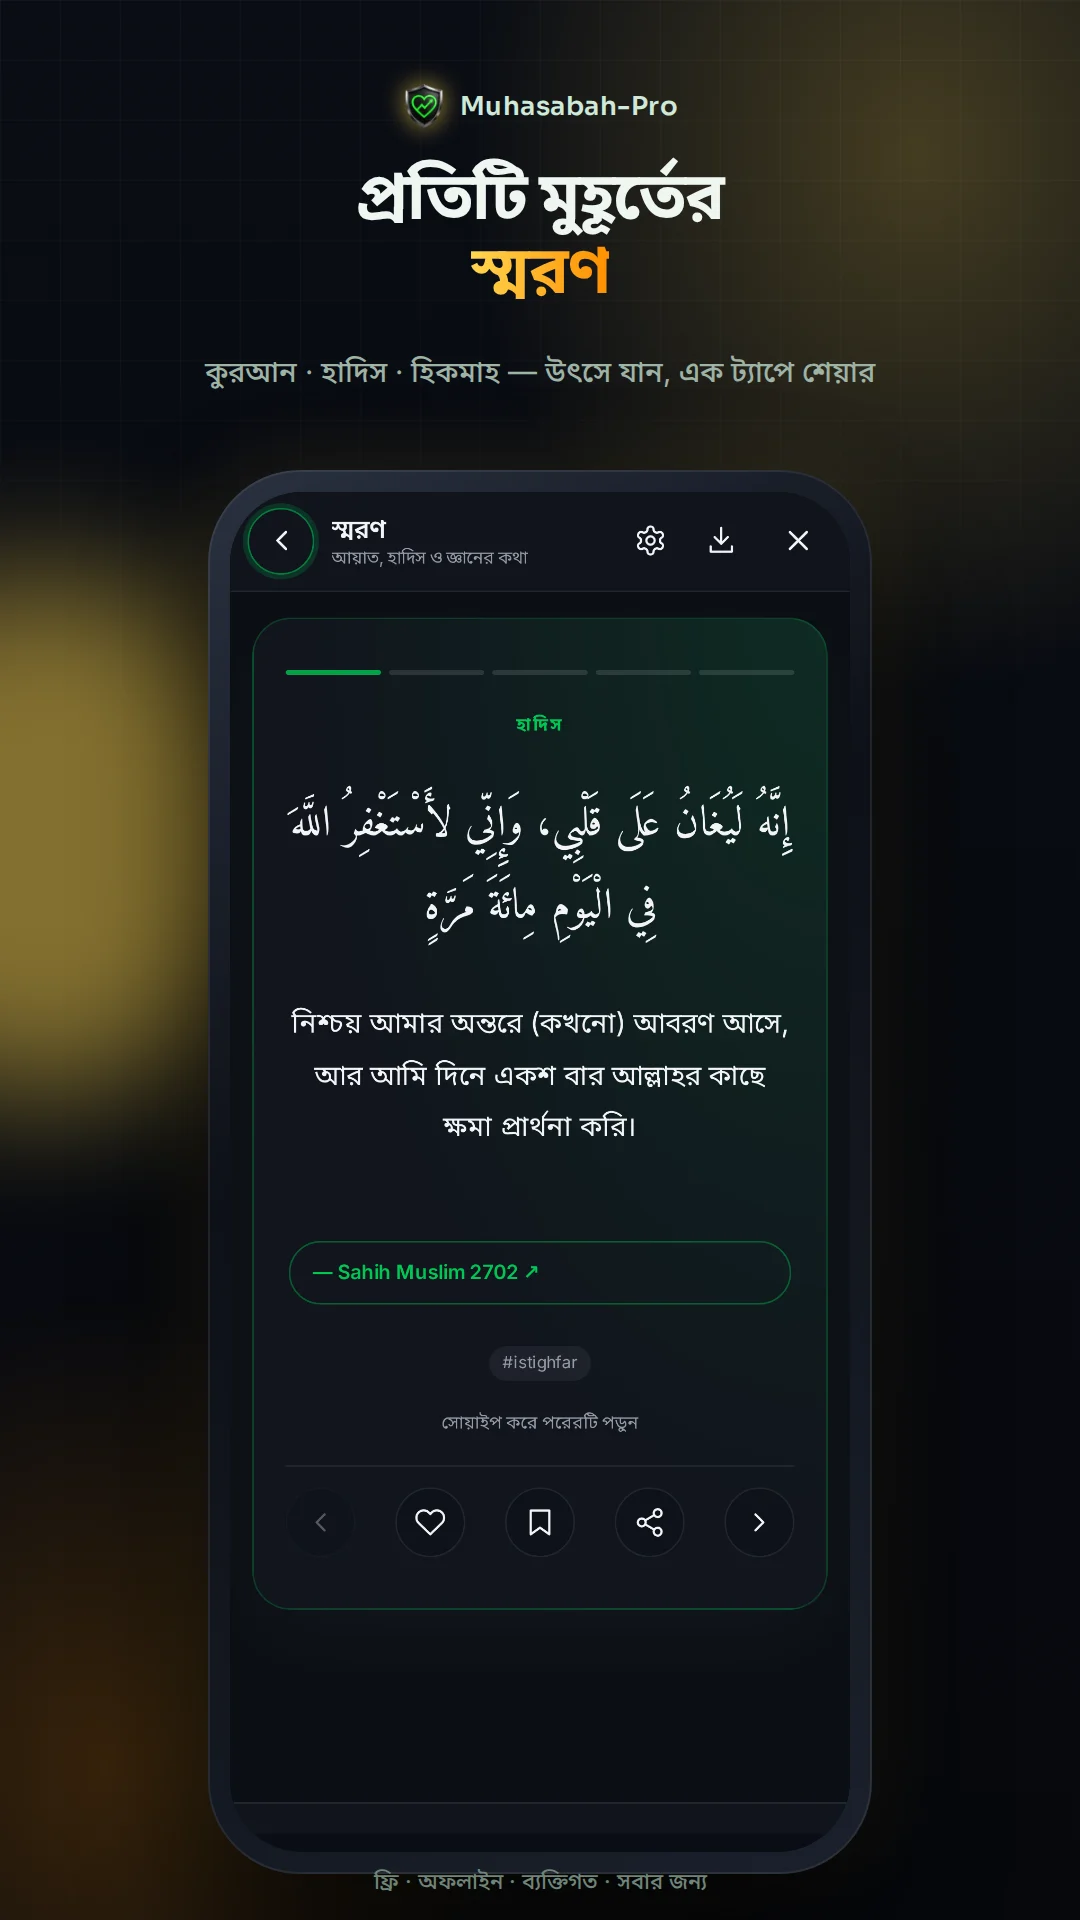 Muhasabah-Pro
প্রতিটি মুহূর্তের
স্মরণ
কুরআন · হাদিস · হিকমাহ — উৎসে যান, এক ট্যাপে শেয়ার
স্মরণ
আয়াত, হাদিস ও জ্ঞানের কথা
হাদিস
إِنَّهُ لَيُغَانُ عَلَى قَلْبِي، وَإِنِّي لأَسْتَغْفِرُ اللَّهَ
فِي الْيَوْمِ مِائَةَ مَرَّةٍ
নিশ্চয় আমার অন্তরে (কখনো) আবরণ আসে,
আর আমি দিনে একশ বার আল্লাহর কাছে
ক্ষমা প্রার্থনা করি।
— Sahih Muslim 2702 ↗
#istighfar
সোয়াইপ করে পরেরটি পড়ুন
ফ্রি · অফলাইন · ব্যক্তিগত · সবার জন্য